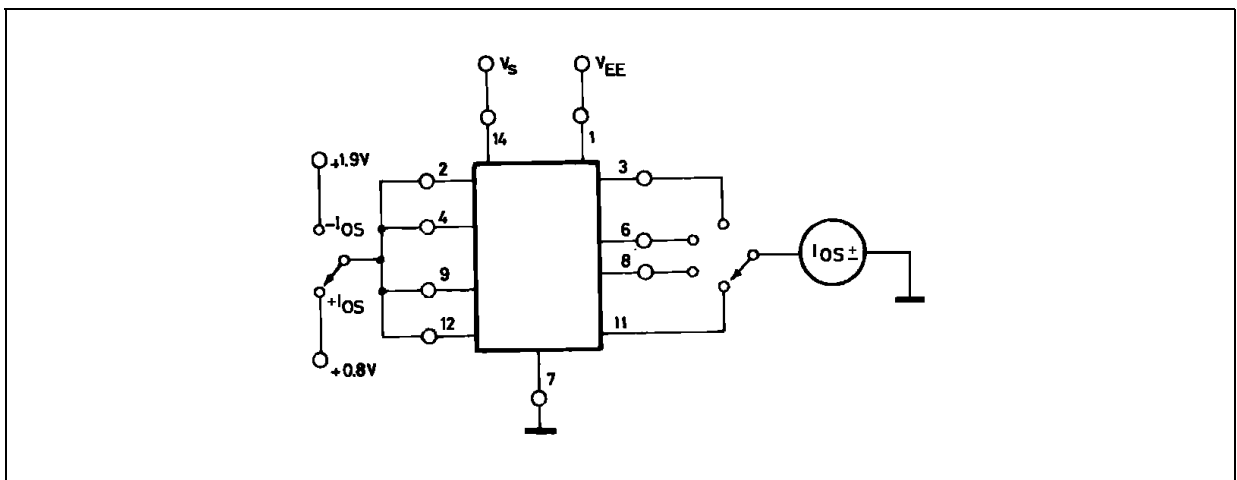 Vs VEE
14 1
+1.9V 2 3
-IOS 4 6
IOS ±
9 8
+IOS
12 11
+0.8V 7